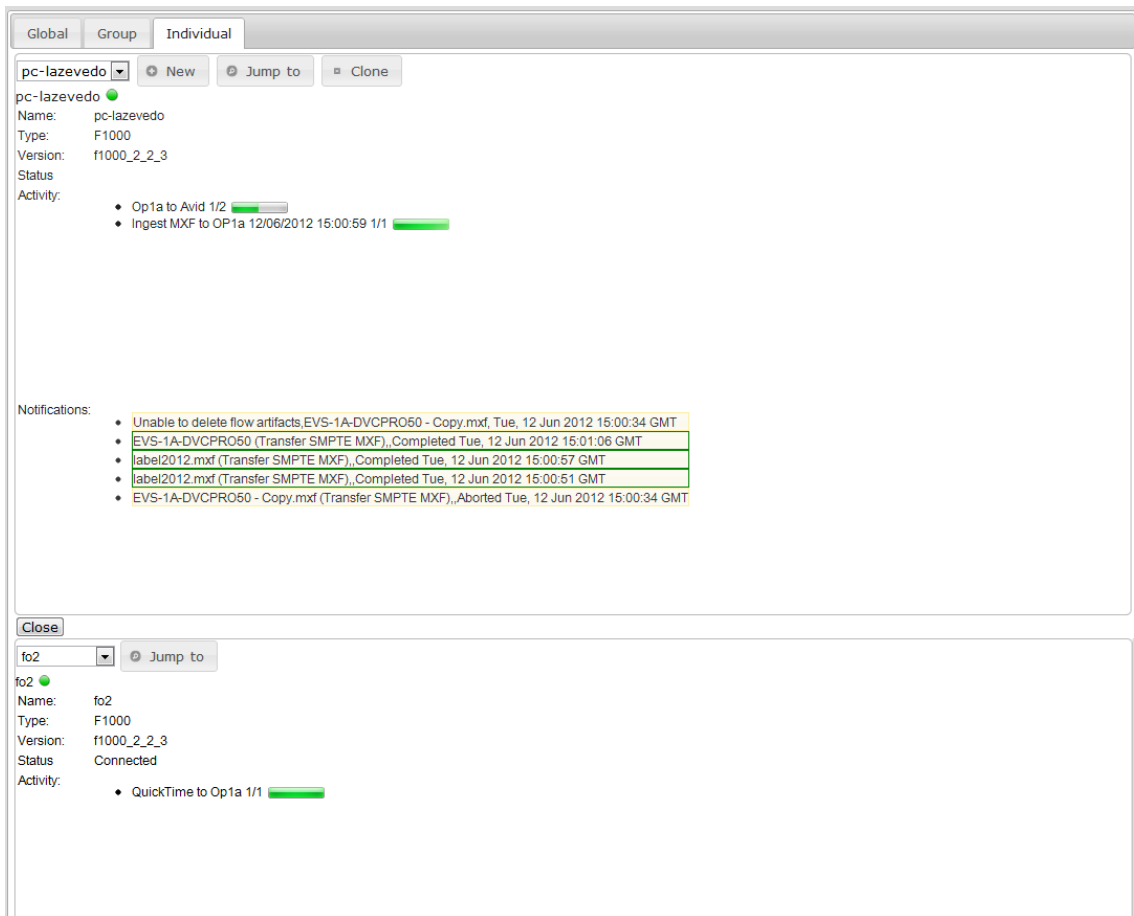 Global Group Individual
pc-lazevedo New Jump to Clone
pc-lazevedo
Name: pc-lazevedo
Type: F1000
Version: f1000_2_2_3
Status
Activity:
Op1a to Avid 1/2
Ingest MXF to OP1a 12/06/2012 15:00:59 1/1
Notifications:
Unable to delete flow artifacts,EVS-1A-DVCPRO50 - Copy.mxf, Tue, 12 Jun 2012 15:00:34 GMT
EVS-1A-DVCPRO50 (Transfer SMPTE MXF),,Completed Tue, 12 Jun 2012 15:01:06 GMT
label2012.mxf (Transfer SMPTE MXF),,Completed Tue, 12 Jun 2012 15:00:57 GMT
label2012.mxf (Transfer SMPTE MXF),,Completed Tue, 12 Jun 2012 15:00:51 GMT
EVS-1A-DVCPRO50 - Copy.mxf (Transfer SMPTE MXF),,Aborted Tue, 12 Jun 2012 15:00:34 GMT
Close
fo2 Jump to
fo2
Name: fo2
Type: F1000
Version: f1000_2_2_3
Status Connected
Activity:
QuickTime to Op1a 1/1